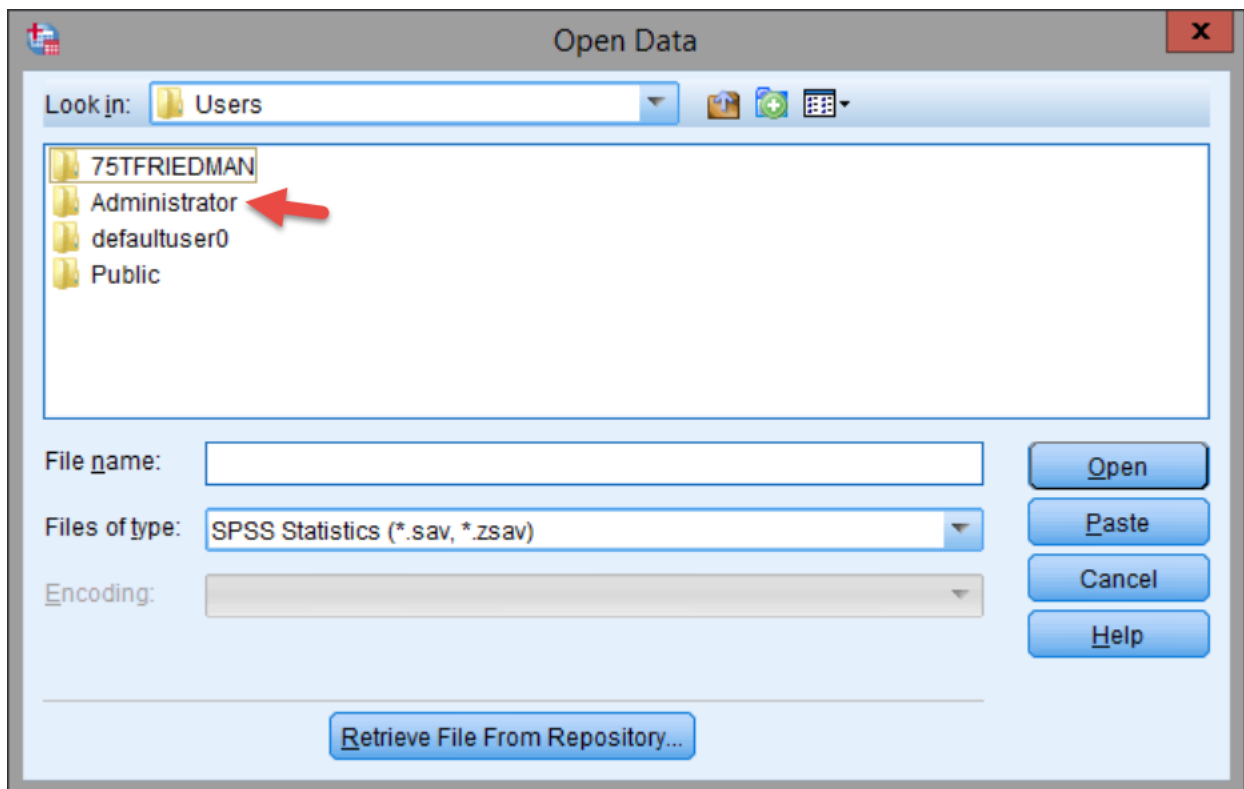 Open Data
x
Look in: Users
75TFRIEDMAN
Administrator
defaultuser0
Public
File name:
Open
Files of type: SPSS Statistics (*.sav, *.zsav)
Paste
Encoding:
Cancel
Help
Retrieve File From Repository...